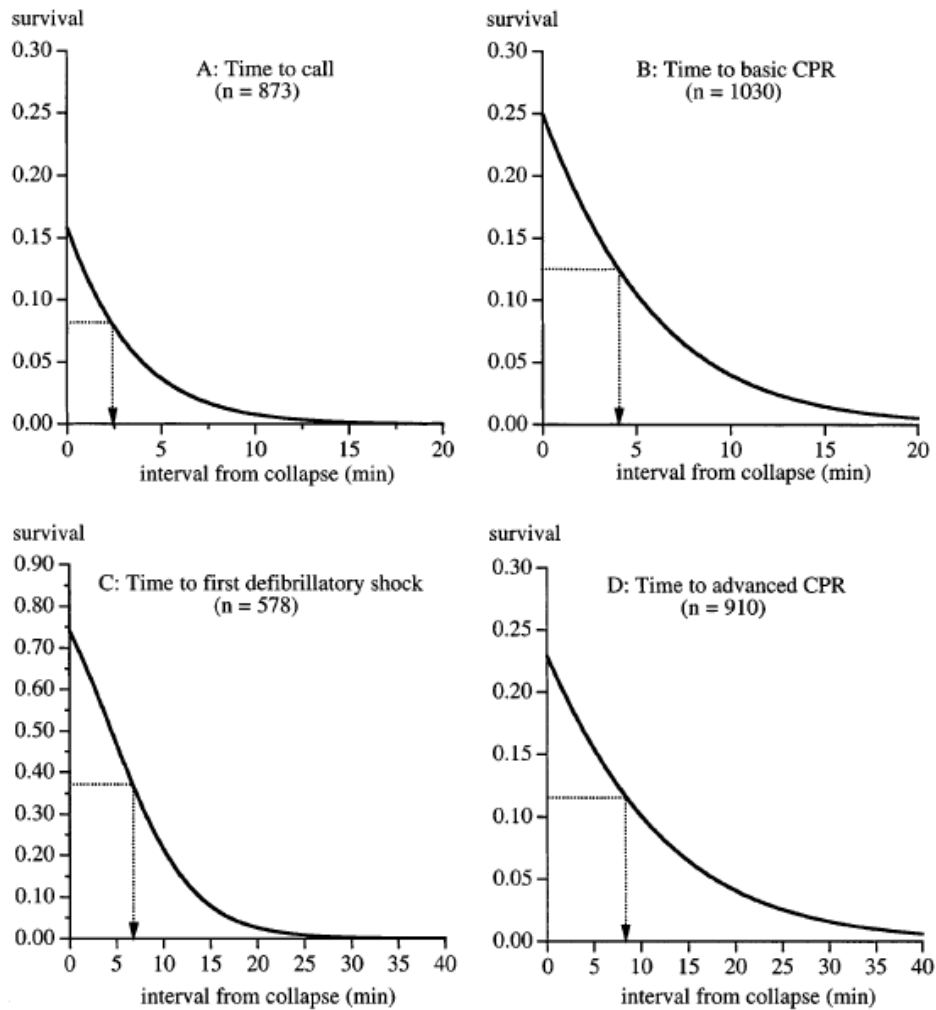 survival
0.30
0.25
0.20
0.15
0.10
0.05
0.00
A: Time to call
(n = 873)
0 5 10 15 20
interval from collapse (min)
survival
0.30
0.25
0.20
0.15
0.10
0.05
0.00
B: Time to basic CPR
(n = 1030)
0 5 10 15 20
interval from collapse (min)
survival
0.90
0.80
0.70
0.60
0.50
0.40
0.30
0.20
0.10
0.00
C: Time to first defibrillatory shock
(n = 578)
0 5 10 15 20 25 30 35 40
interval from collapse (min)
survival
0.30
0.25
0.20
0.15
0.10
0.05
0.00
D: Time to advanced CPR
(n = 910)
0 5 10 15 20 25 30 35 40
interval from collapse (min)